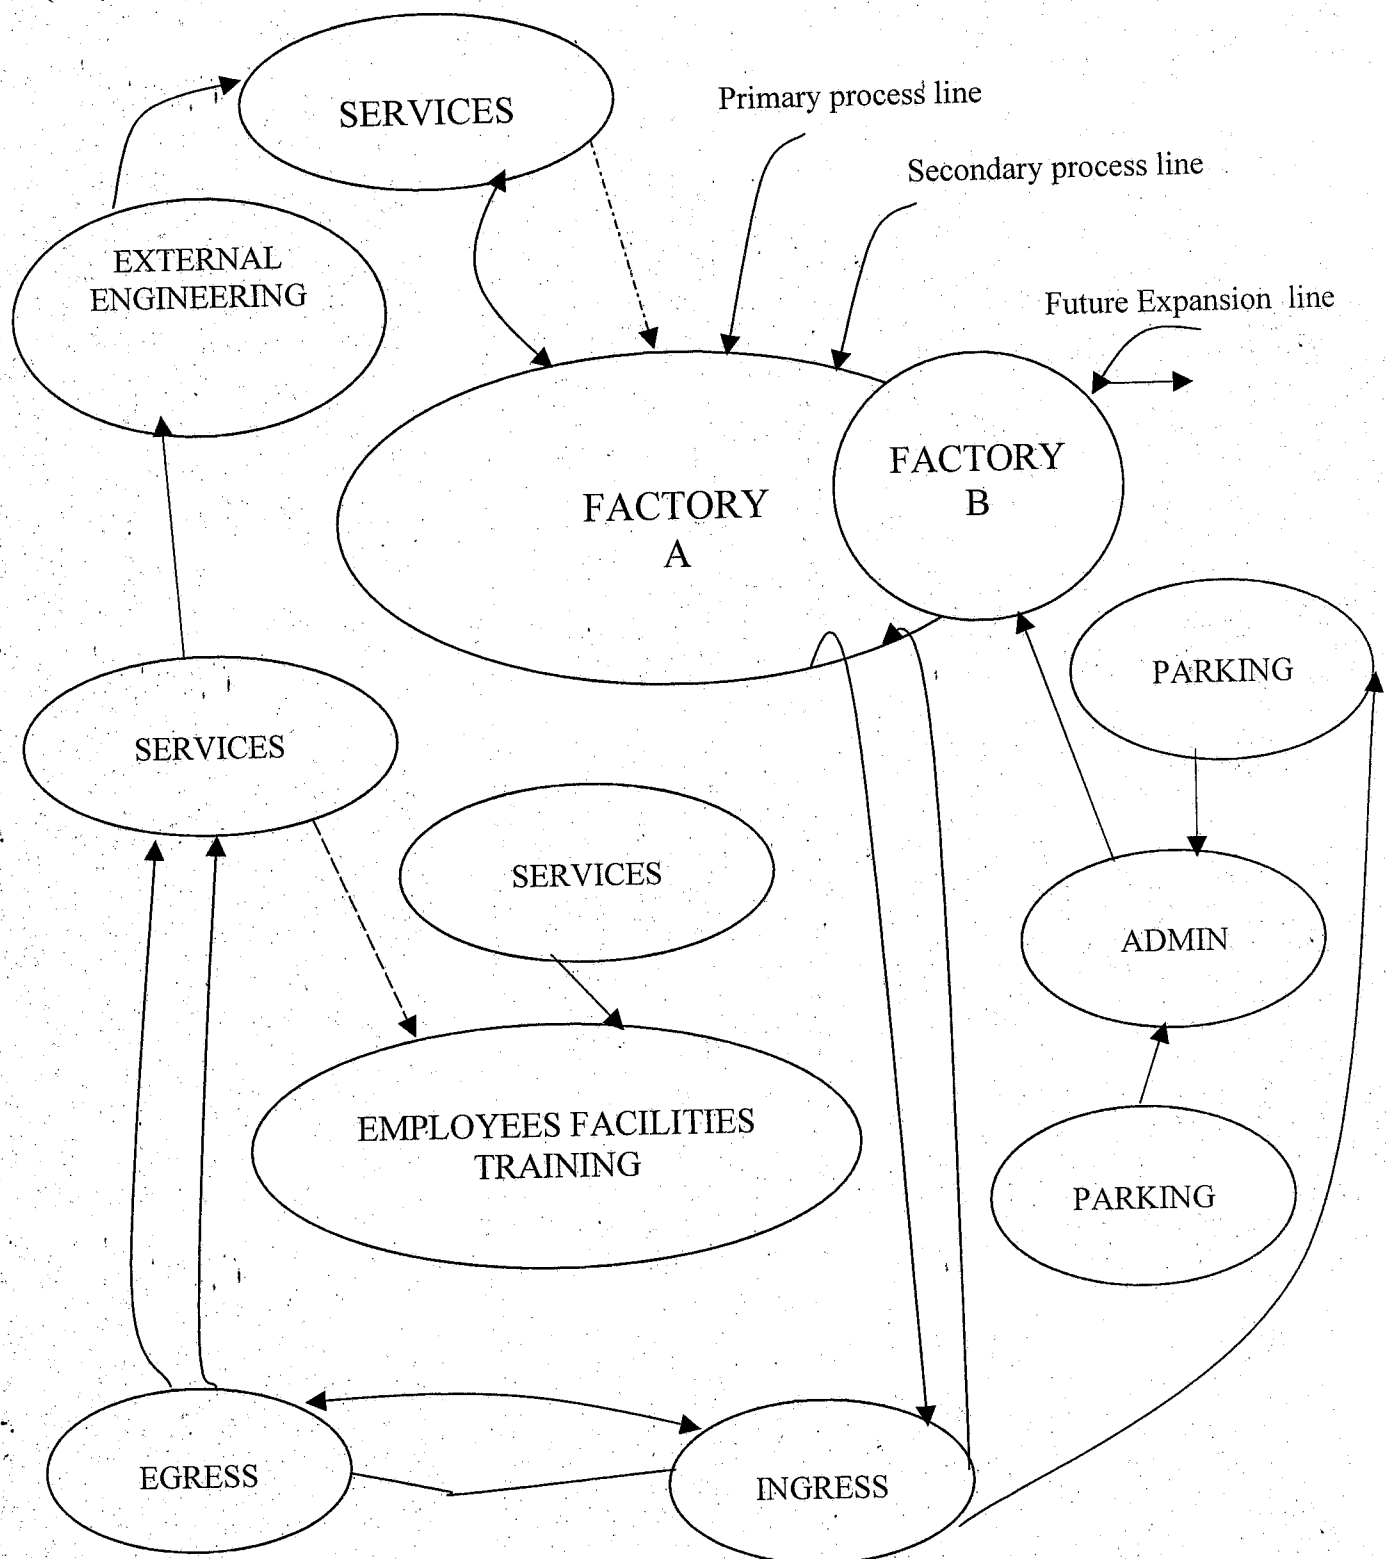 SERVICES
Primary process line
Secondary process line
EXTERNAL
ENGINEERING
Future Expansion line
FACTORY
A
FACTORY
B
PARKING
SERVICES
SERVICES
ADMIN
EMPLOYEES FACILITIES
TRAINING
PARKING
EGRESS
INGRESS